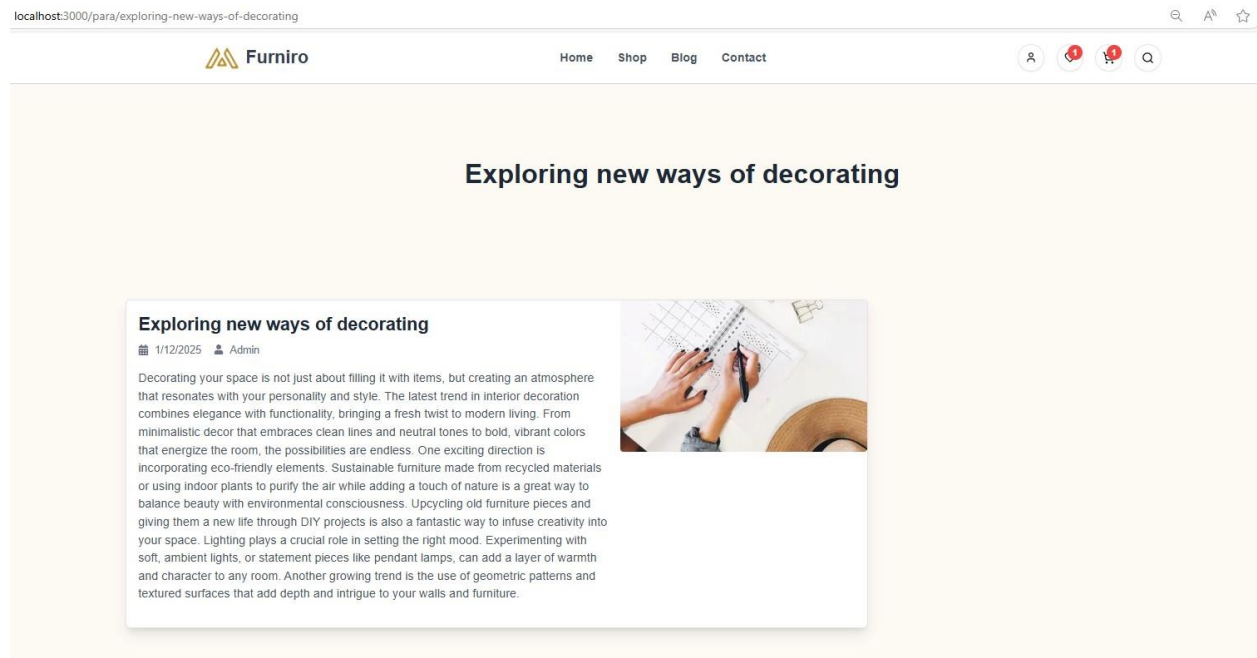 localhost:3000/para/exploring-new-ways-of-decorating
Furniro
Home Shop Blog Contact
1 1
Exploring new ways of decorating
Exploring new ways of decorating
1/12/2025 Admin
Decorating your space is not just about filling it with items, but creating an atmosphere
that resonates with your personality and style. The latest trend in interior decoration
combines elegance with functionality, bringing a fresh twist to modern living. From
minimalistic decor that embraces clean lines and neutral tones to bold, vibrant colors
that energize the room, the possibilities are endless. One exciting direction is
incorporating eco-friendly elements. Sustainable furniture made from recycled materials
or using indoor plants to purify the air while adding a touch of nature is a great way to
balance beauty with environmental consciousness. Upcycling old furniture pieces and
giving them a new life through DIY projects is also a fantastic way to infuse creativity into
your space. Lighting plays a crucial role in setting the right mood. Experimenting with
soft, ambient lights, or statement pieces like pendant lamps, can add a layer of warmth
and character to any room. Another growing trend is the use of geometric patterns and
textured surfaces that add depth and intrigue to your walls and furniture.